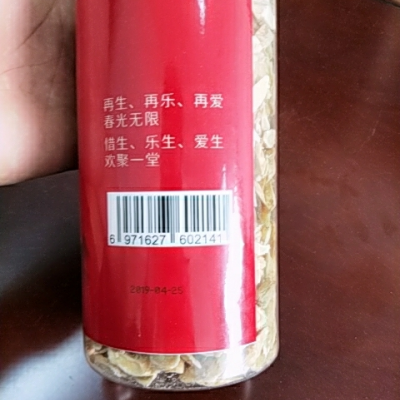 再生、再乐、再爱
春光无限
惜生、乐生、爱生
欢聚一堂
6 971627 602141
2019-04-25